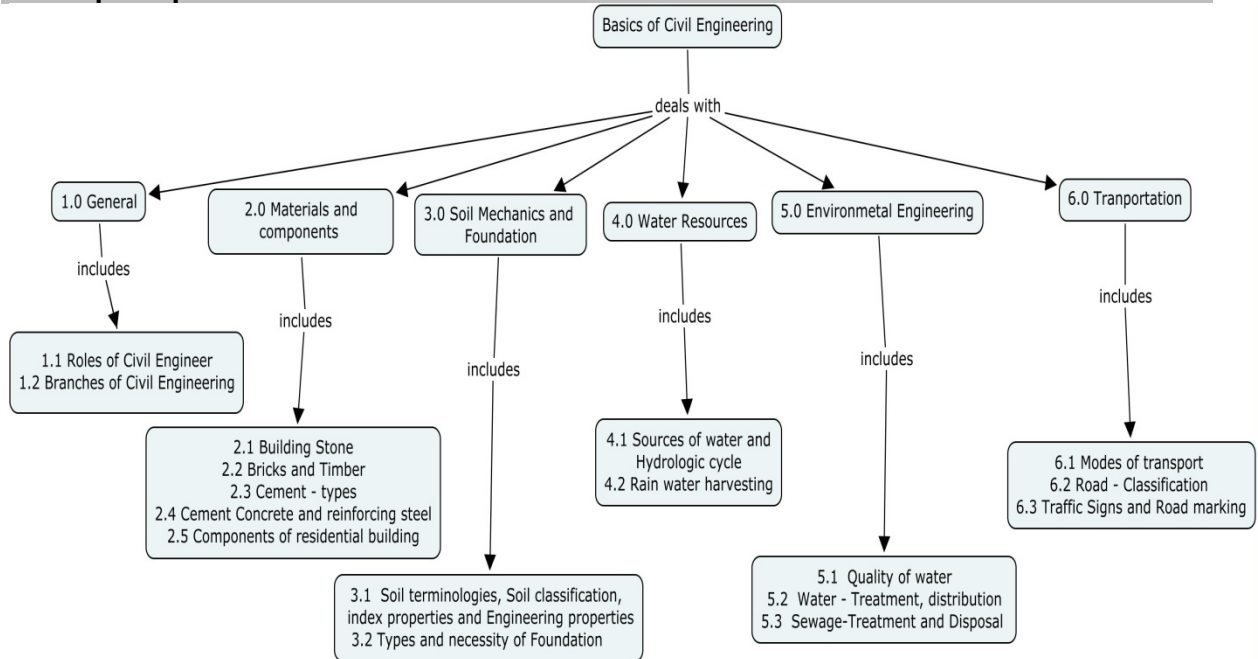 Basics of Civil Engineering
deals with
1.0 General
2.0 Materials and
components
3.0 Soil Mechanics and
Foundation
4.0 Water Resources
5.0 Environmetal Engineering
6.0 Tranportation
includes
includes
includes
includes
includes
includes
1.1 Roles of Civil Engineer
1.2 Branches of Civil Engineering
2.1 Building Stone
2.2 Bricks and Timber
2.3 Cement - types
2.4 Cement Concrete and reinforcing steel
2.5 Components of residential building
3.1 Soil terminologies, Soil classification,
index properties and Engineering properties
3.2 Types and necessity of Foundation
4.1 Sources of water and
Hydrologic cycle
4.2 Rain water harvesting
5.1 Quality of water
5.2 Water - Treatment, distribution
5.3 Sewage-Treatment and Disposal
6.1 Modes of transport
6.2 Road - Classification
6.3 Traffic Signs and Road marking